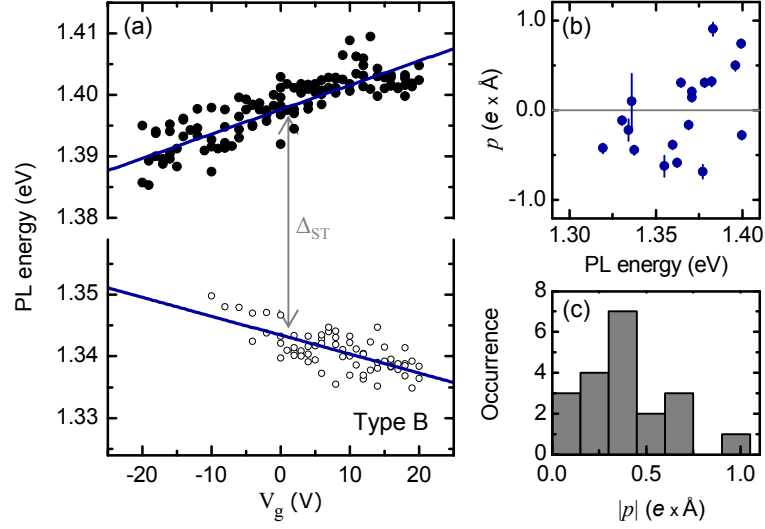 (a)
1.41
1.40
1.39
1.38
1.35
1.34
1.33
PL energy (eV)
Δ_ST
Type B
-20 -10 0 10 20
V_g (V)
(b)
1.0
0.0
-1.0
p (e x Å)
1.30 1.35 1.40
PL energy (eV)
(c)
8
6
4
2
0
Occurrence
0.0 0.5 1.0
|p| (e x Å)